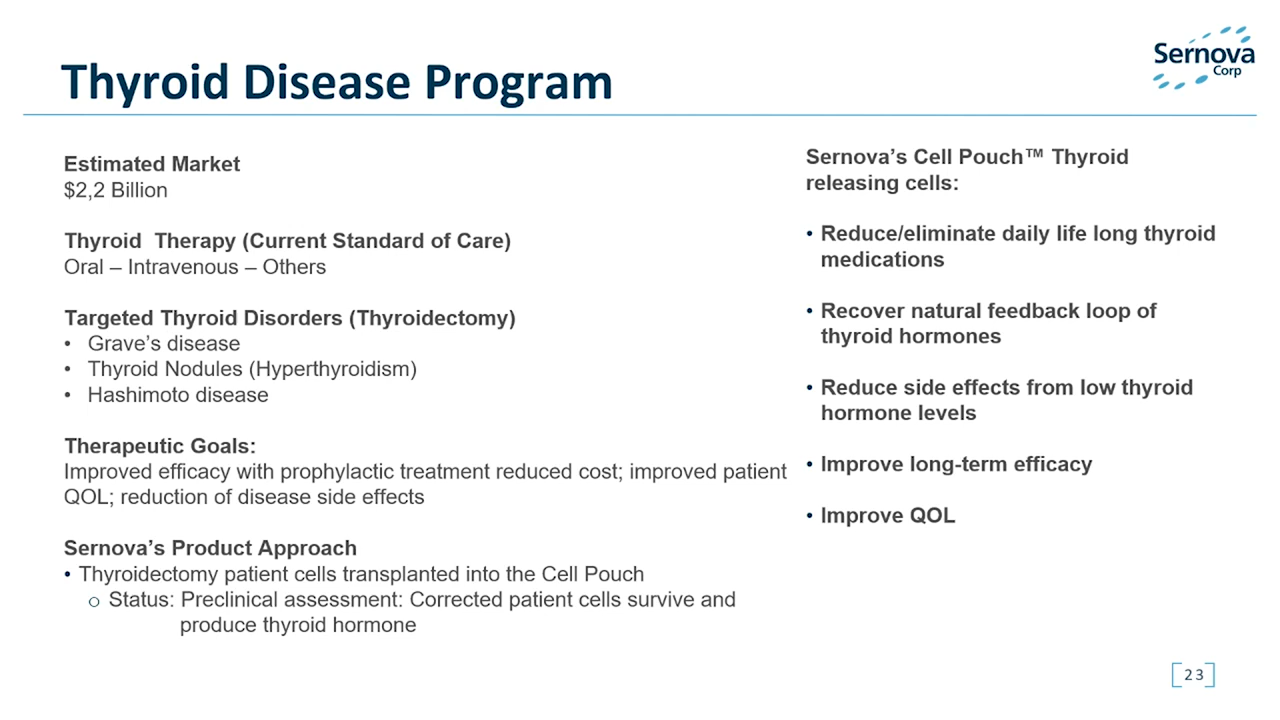 Sernova
Corp
Thyroid Disease Program
Estimated Market
$2,2 Billion
Thyroid  Therapy (Current Standard of Care)
Oral – Intravenous – Others
Targeted Thyroid Disorders (Thyroidectomy)
• Grave's disease
• Thyroid Nodules (Hyperthyroidism)
• Hashimoto disease
Therapeutic Goals:
Improved efficacy with prophylactic treatment reduced cost; improved patient
QOL; reduction of disease side effects
Sernova's Product Approach
• Thyroidectomy patient cells transplanted into the Cell Pouch
o Status: Preclinical assessment: Corrected patient cells survive and
produce thyroid hormone
Sernova's Cell Pouch™ Thyroid
releasing cells:
• Reduce/eliminate daily life long thyroid
medications
• Recover natural feedback loop of
thyroid hormones
• Reduce side effects from low thyroid
hormone levels
• Improve long-term efficacy
• Improve QOL
23